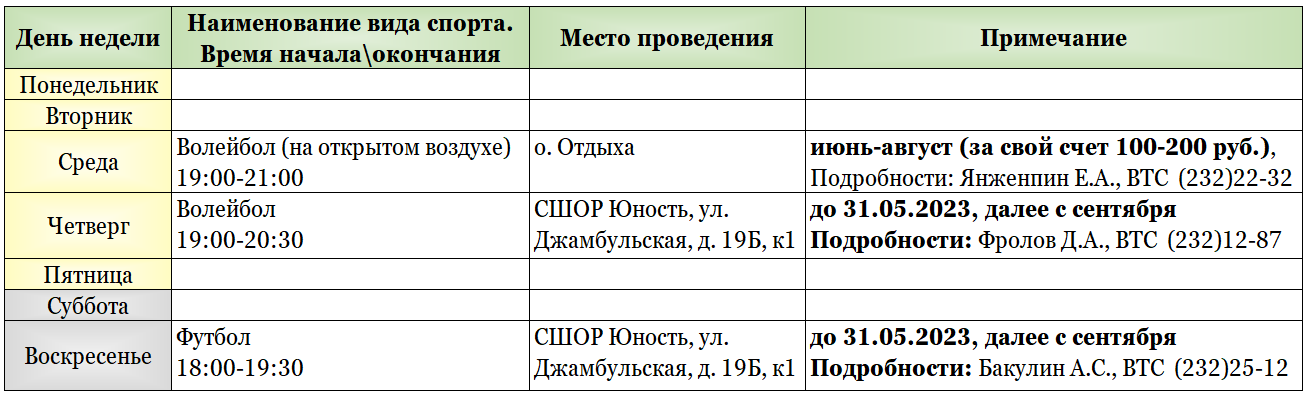 День недели
Наименование вида спорта.
Время начала\окончания
Место проведения
Примечание
Понедельник
Вторник
Среда
Волейбол (на открытом воздухе)
19:00-21:00
о. Отдыха
июнь-август (за свой счет 100-200 руб.),
Подробности: Янженпин Е.А., ВТС (232)22-32
Четверг
Волейбол
19:00-20:30
СШОР Юность, ул.
Джамбульская, д. 19Б, к1
до 31.05.2023, далее с сентября
Подробности: Фролов Д.А., ВТС (232)12-87
Пятница
Суббота
Воскресенье
Футбол
18:00-19:30
СШОР Юность, ул.
Джамбульская, д. 19Б, к1
до 31.05.2023, далее с сентября
Подробности: Бакулин А.С., ВТС (232)25-12